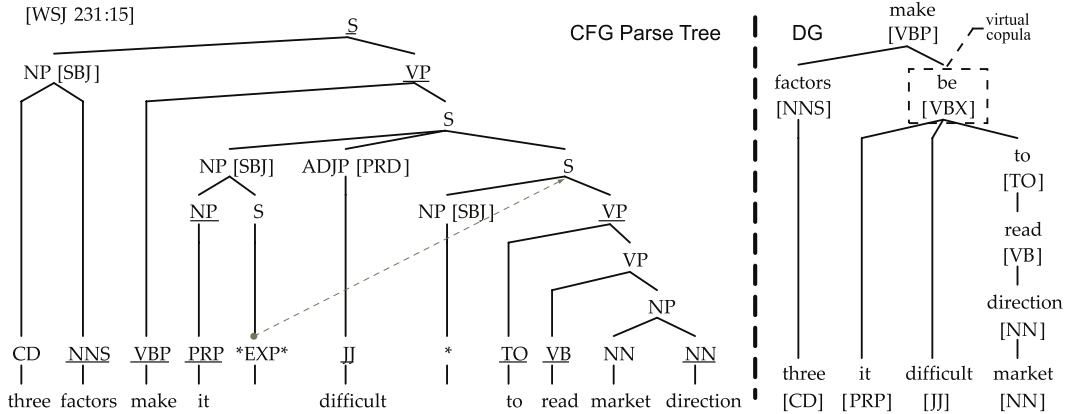 [WSJ 231:15]
S
CFG Parse Tree
NP [SBJ]
VP
S
NP [SBJ]
ADJP [PRD]
S
NP
S
NP [SBJ]
VP
VP
NP
CD NNS VBP PRP *EXP* JJ * TO VB NN NN
three factors make it difficult to read market direction
DG
make
[VBP]
virtual
copula
factors
[NNS]
be
[VBX]
to
[TO]
read
[VB]
direction
[NN]
three it difficult market
[CD] [PRP] [JJ] [NN]